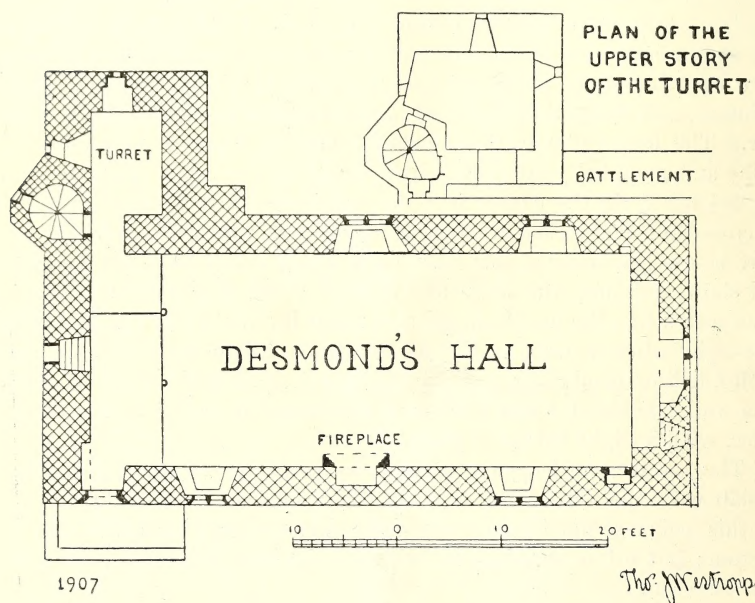 PLAN OF THE
UPPER STORY
OF THE TURRET
TURRET
BATTLEMENT
DESMOND'S HALL
FIREPLACE
10 0 10 20 FEET
1907
Thos. J Westropp